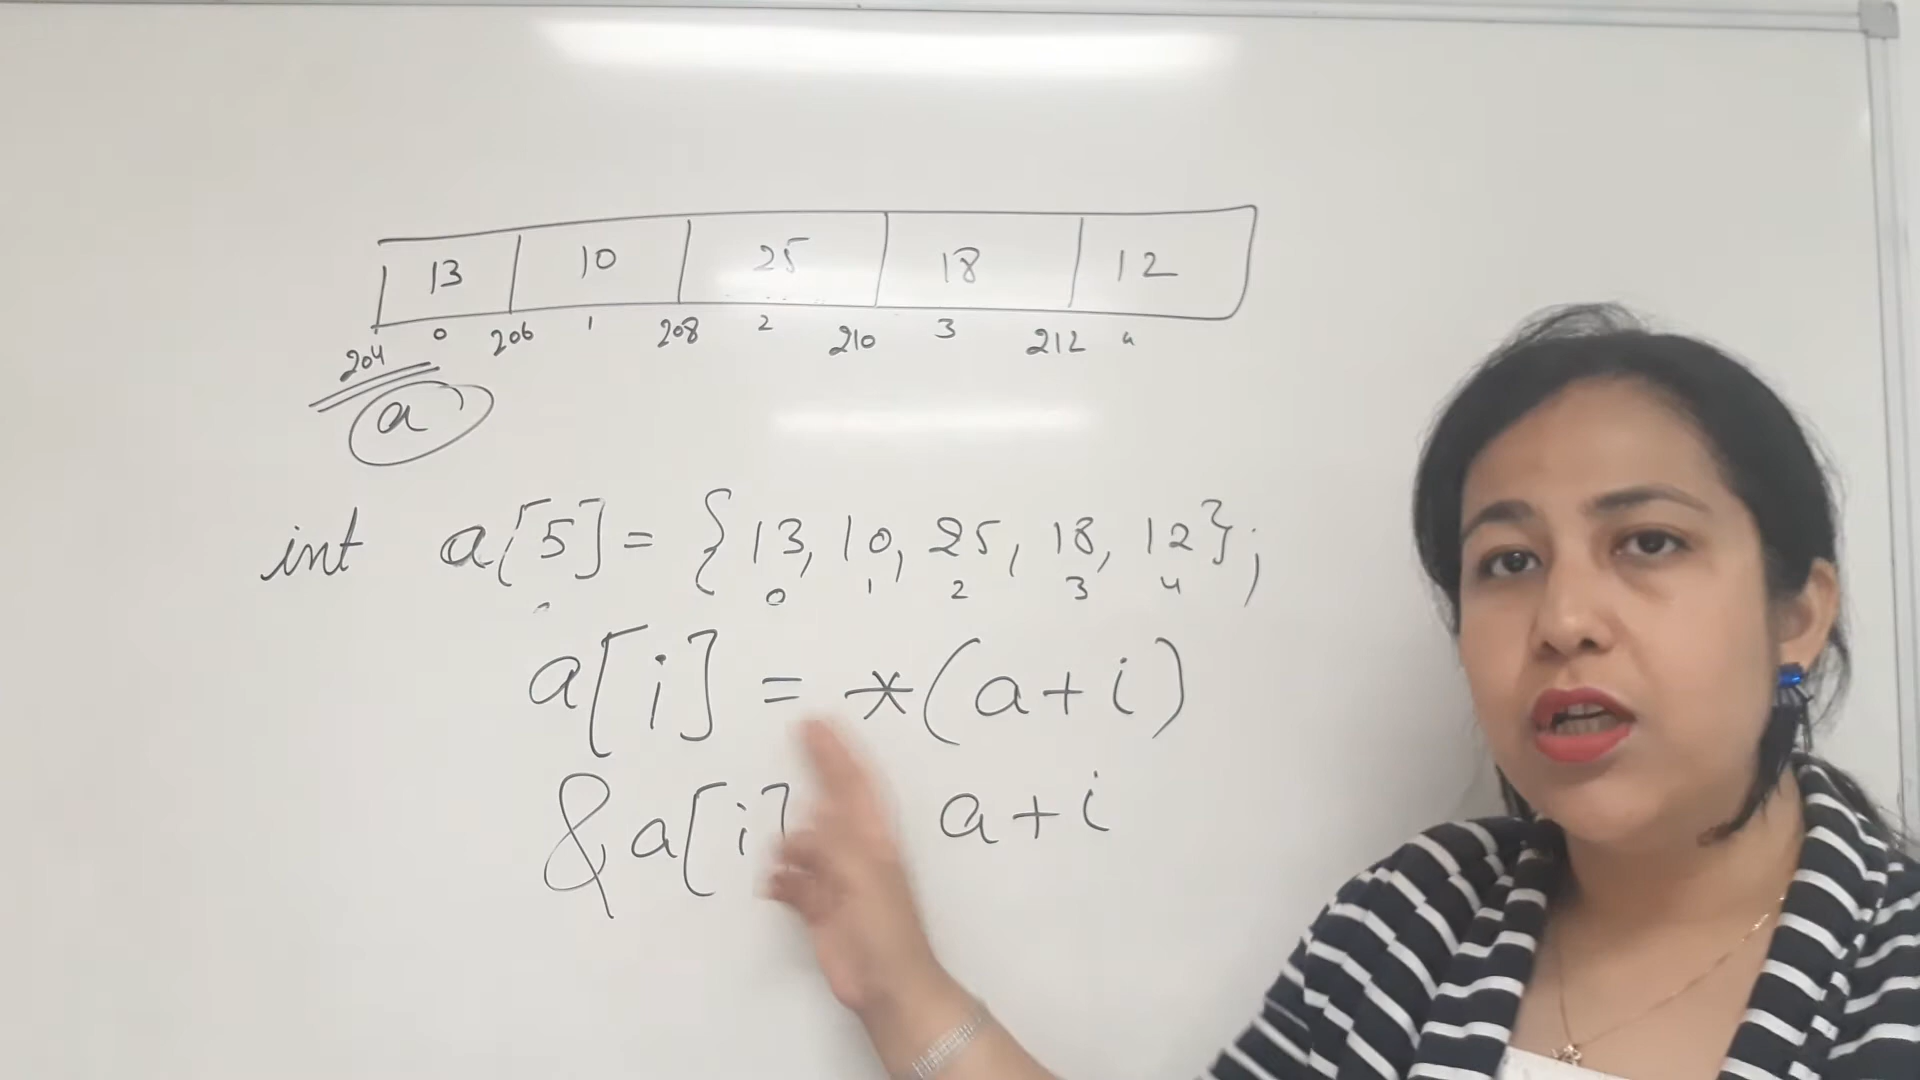 13 10 25 18 12
204 0 206 1 208 2 210 3 212 4
a
int a[5] = {13, 10, 25, 18, 12};
0 1 2 3 4
a[i] = *(a+i)
&a[i] a+i